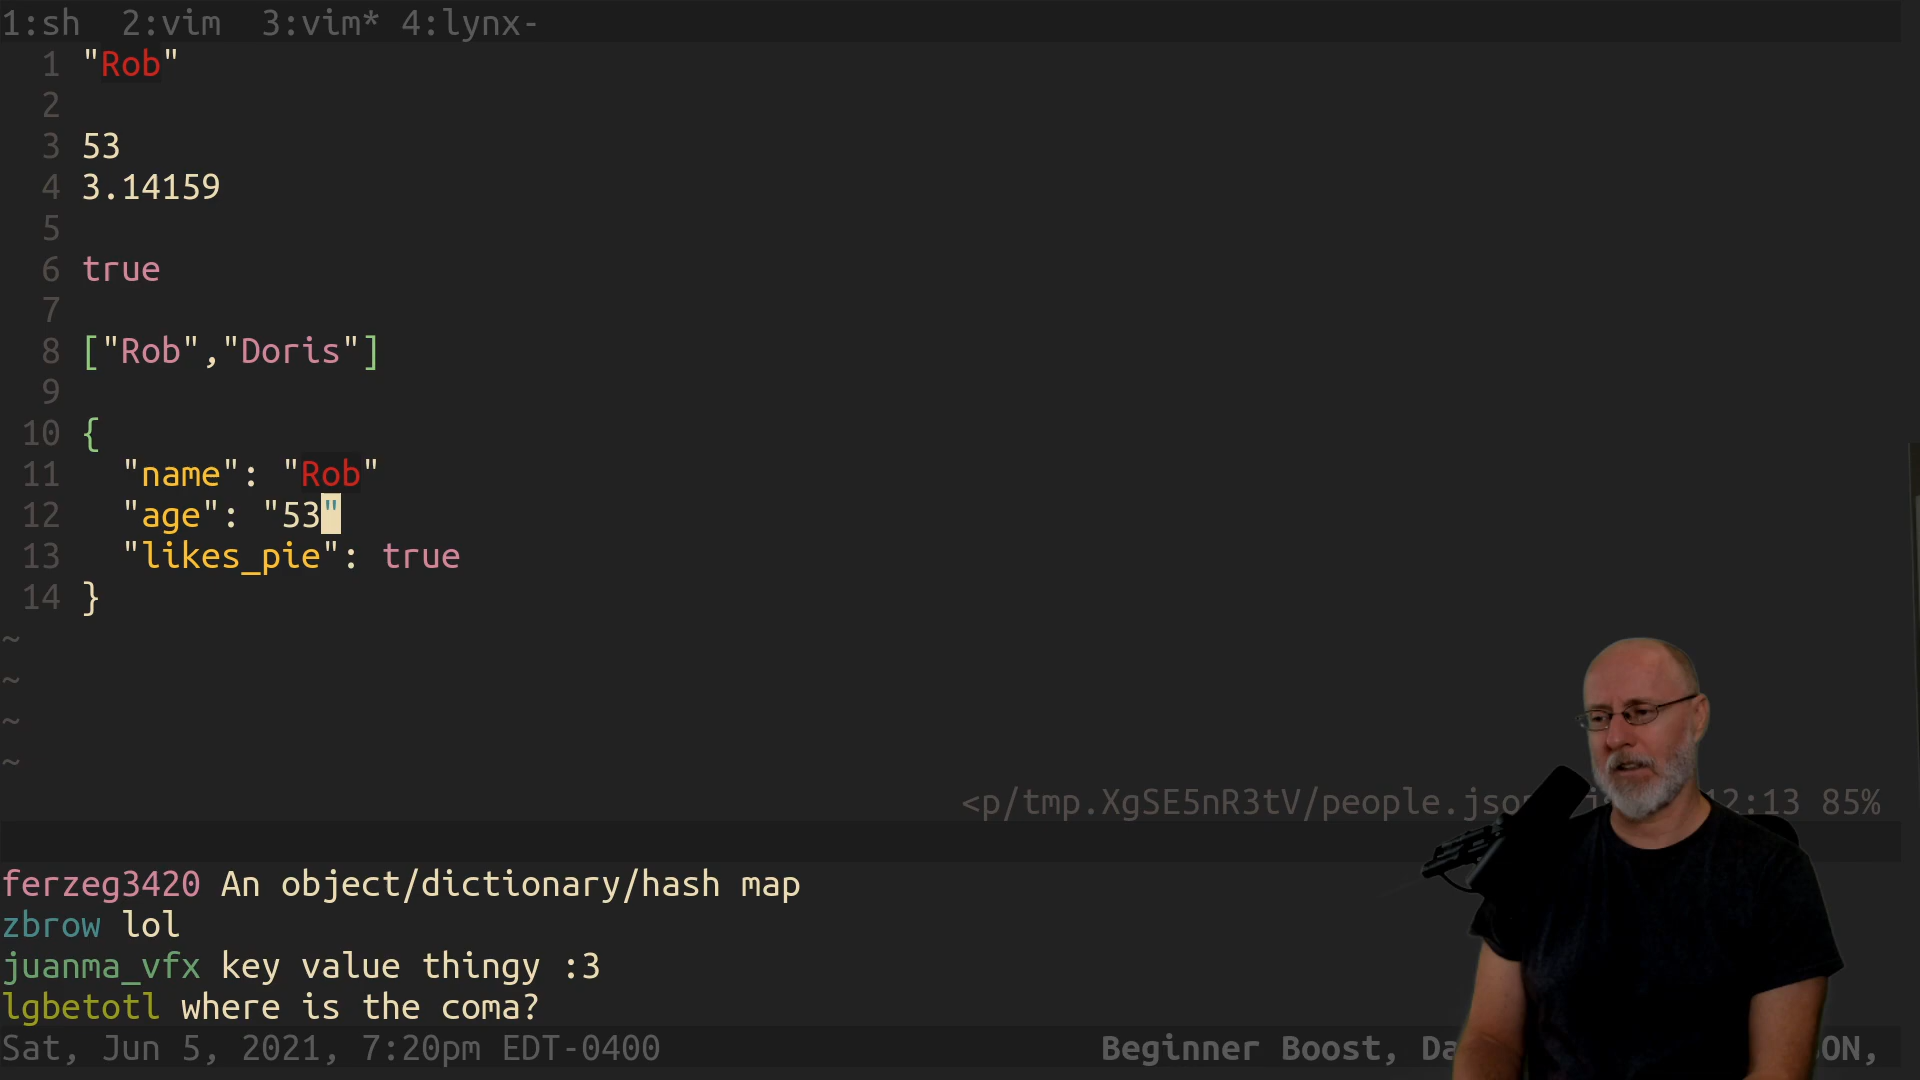 1:sh  2:vim  3:vim* 4:lynx-
1 "Rob"
2
3 53
4 3.14159
5
6 true
7
8 ["Rob","Doris"]
9
10 {
11   "name": "Rob"
12   "age": "53"
13   "likes_pie": true
14 }
~
~
~
~
<p/tmp.XgSE5nR3tV/people.json 12:13 85%
ferzeg3420 An object/dictionary/hash map
zbrow lol
juanma_vfx key value thingy :3
lgbetotl where is the coma?
Sat, Jun 5, 2021, 7:20pm EDT-0400 Beginner Boost,